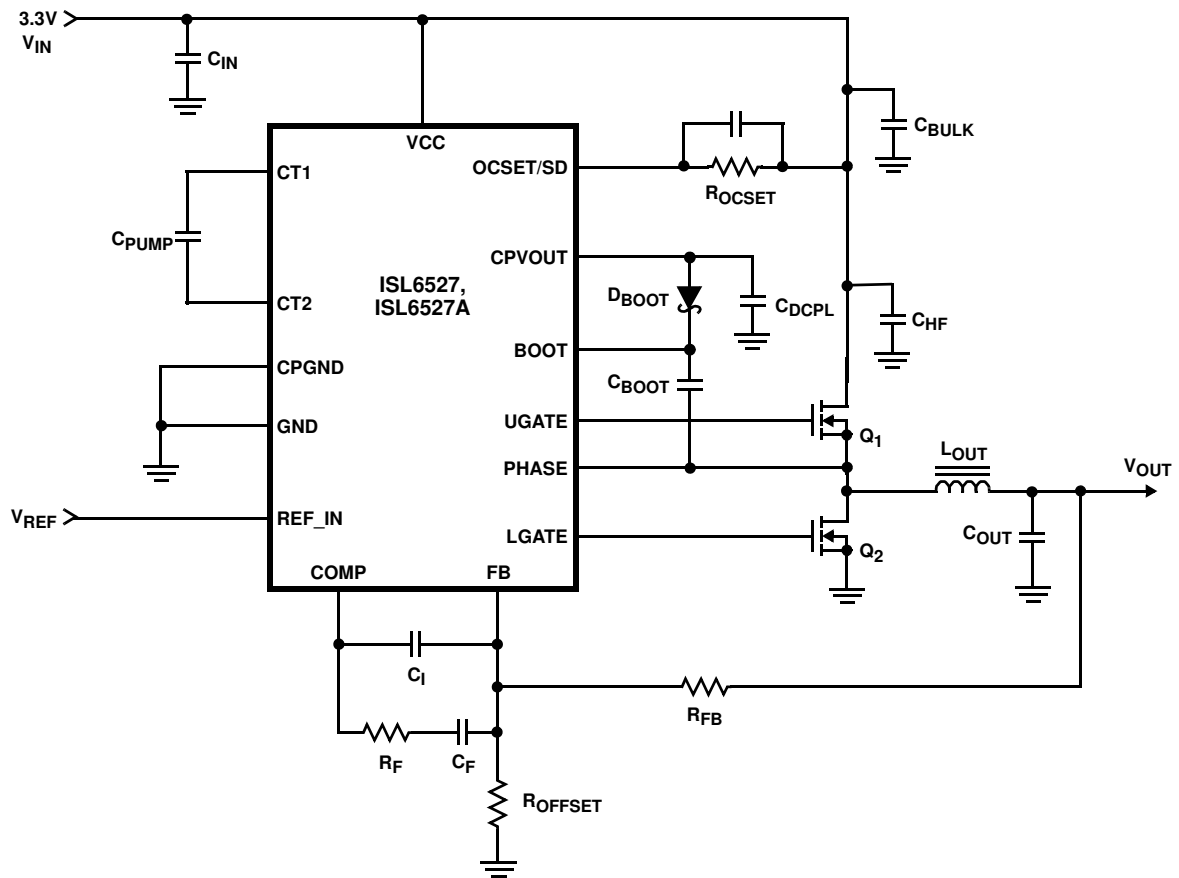 3.3V
VIN
CIN
CBULK
VCC
CT1
OCSET/SD
ROCSET
CPUMP
CPVOUT
ISL6527,
ISL6527A
DBOOT
CDCPL
CT2
CHF
BOOT
CPGND
CBOOT
UGATE
GND
Q1
LOUT
PHASE
VOUT
VREF
REF_IN
LGATE
COUT
Q2
COMP
FB
CI
RFB
RF
CF
ROFFSET